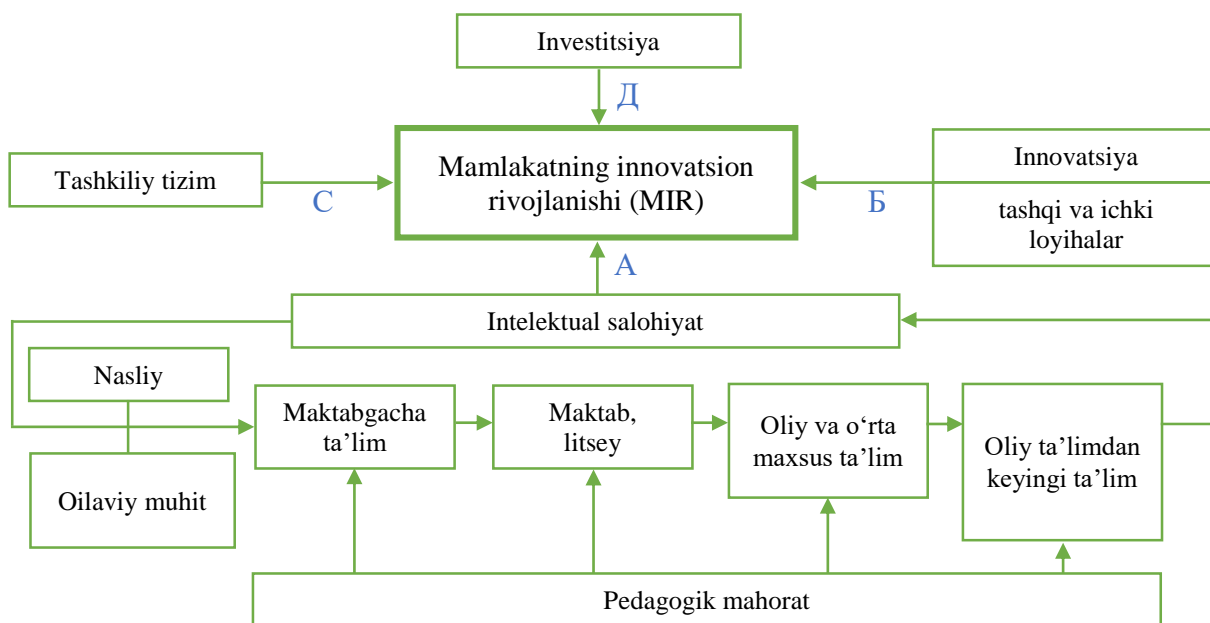 Investitsiya
Д
Tashkiliy tizim
С
Mamlakatning innovatsion
rivojlanishi (MIR)
Б
Innovatsiya
tashqi va ichki
loyihalar
А
Intelektual salohiyat
Nasliy
Oilaviy muhit
Maktabgacha
ta’lim
Maktab,
litsey
Oliy va o‘rta
maxsus ta’lim
Oliy ta’limdan
keyingi ta’lim
Pedagogik mahorat